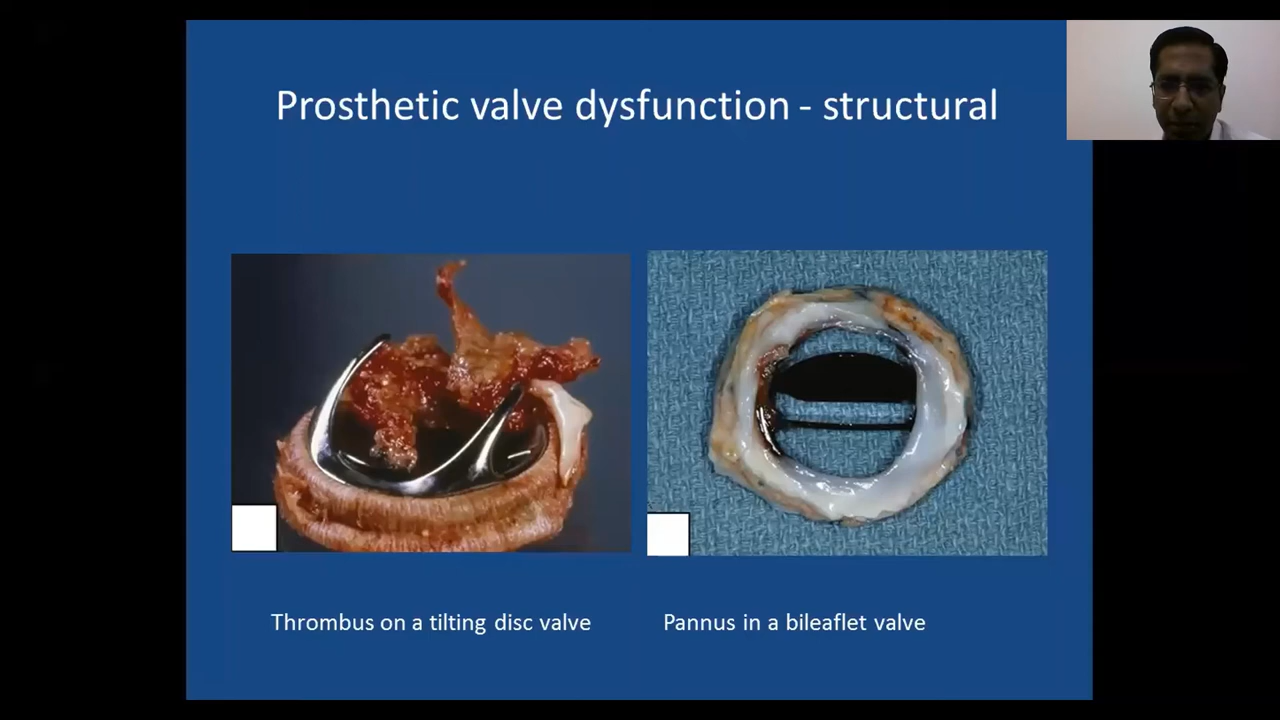 Prosthetic valve dysfunction - structural
Thrombus on a tilting disc valve
Pannus in a bileaflet valve